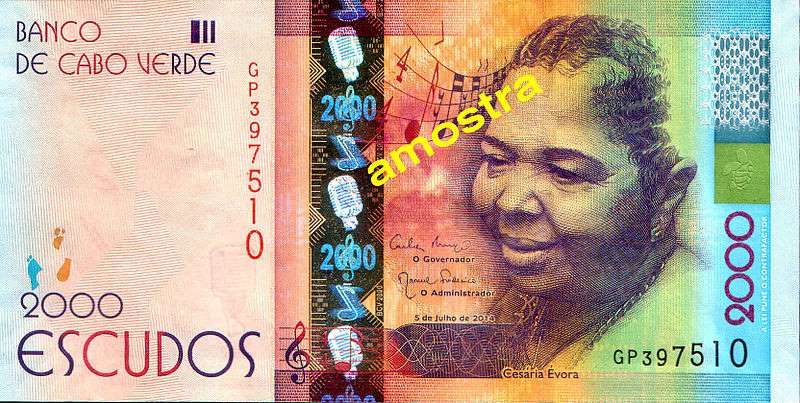 BANCO
DE CABO VERDE
GP397510
2000
ESCUDOS
2000
2000
amostra
O Governador
O Administrador
5 de Julho de 2014
Cesária Évora
GP397510
2000
A LEI PUNE O CONTRAFACTOR